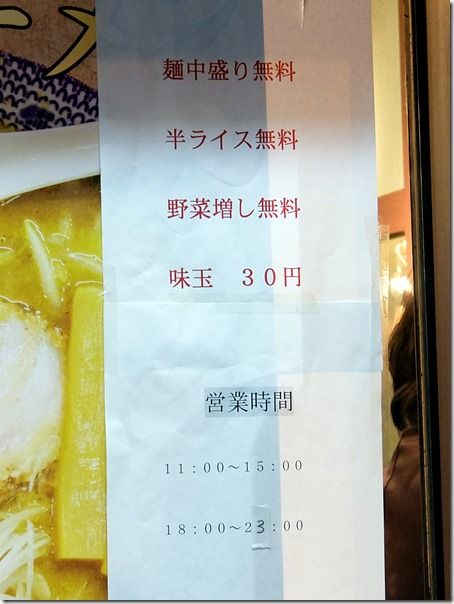 麺中盛り無料
半ライス無料
野菜増し無料
味玉　３０円
営業時間
１１：００～１５：００
１８：００～２３：００